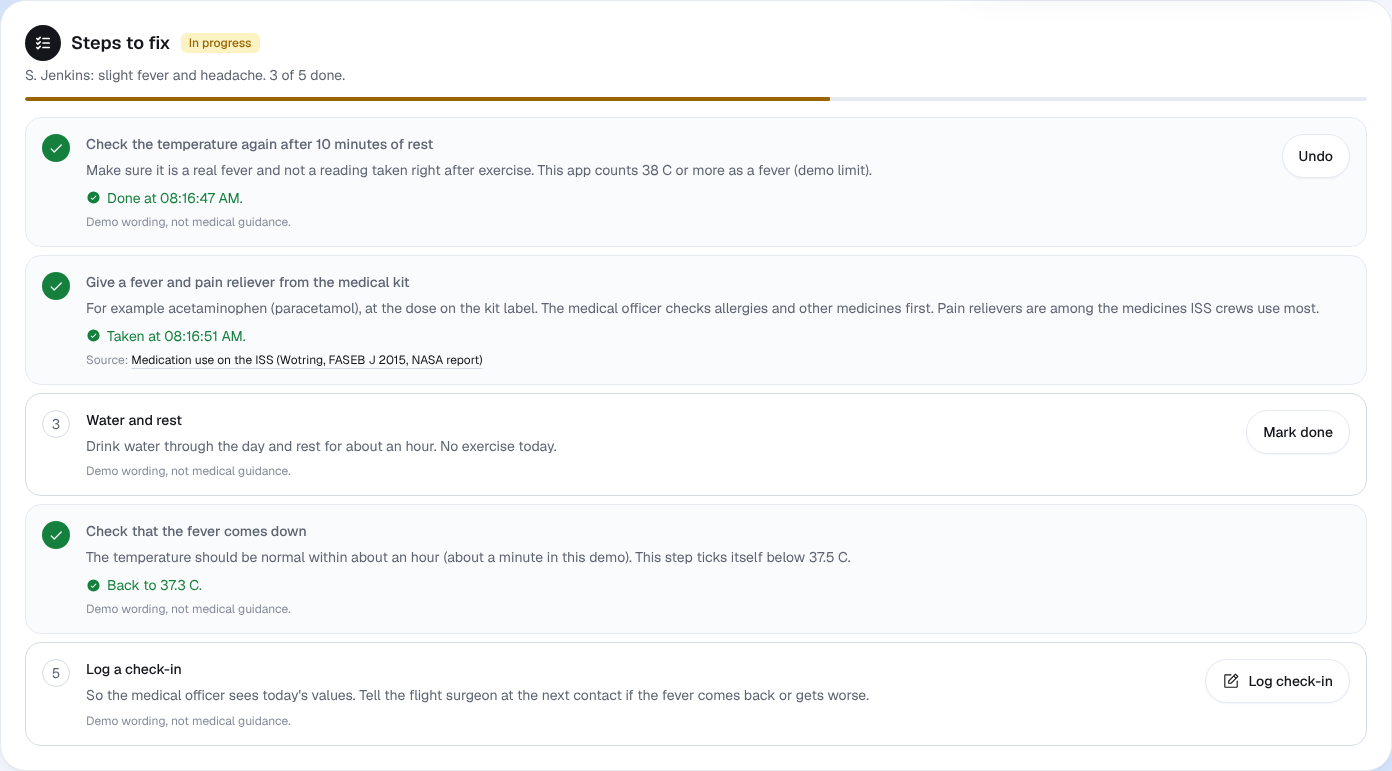 Steps to fix In progress
S. Jenkins: slight fever and headache. 3 of 5 done.
Check the temperature again after 10 minutes of rest
Undo
Make sure it is a real fever and not a reading taken right after exercise. This app counts 38 C or more as a fever (demo limit).
Done at 08:16:47 AM.
Demo wording, not medical guidance.
Give a fever and pain reliever from the medical kit
For example acetaminophen (paracetamol), at the dose on the kit label. The medical officer checks allergies and other medicines first. Pain relievers are among the medicines ISS crews use most.
Taken at 08:16:51 AM.
Source: Medication use on the ISS (Wotring, FASEB J 2015, NASA report)
3 Water and rest
Mark done
Drink water through the day and rest for about an hour. No exercise today.
Demo wording, not medical guidance.
Check that the fever comes down
The temperature should be normal within about an hour (about a minute in this demo). This step ticks itself below 37.5 C.
Back to 37.3 C.
Demo wording, not medical guidance.
5 Log a check-in
Log check-in
So the medical officer sees today's values. Tell the flight surgeon at the next contact if the fever comes back or gets worse.
Demo wording, not medical guidance.